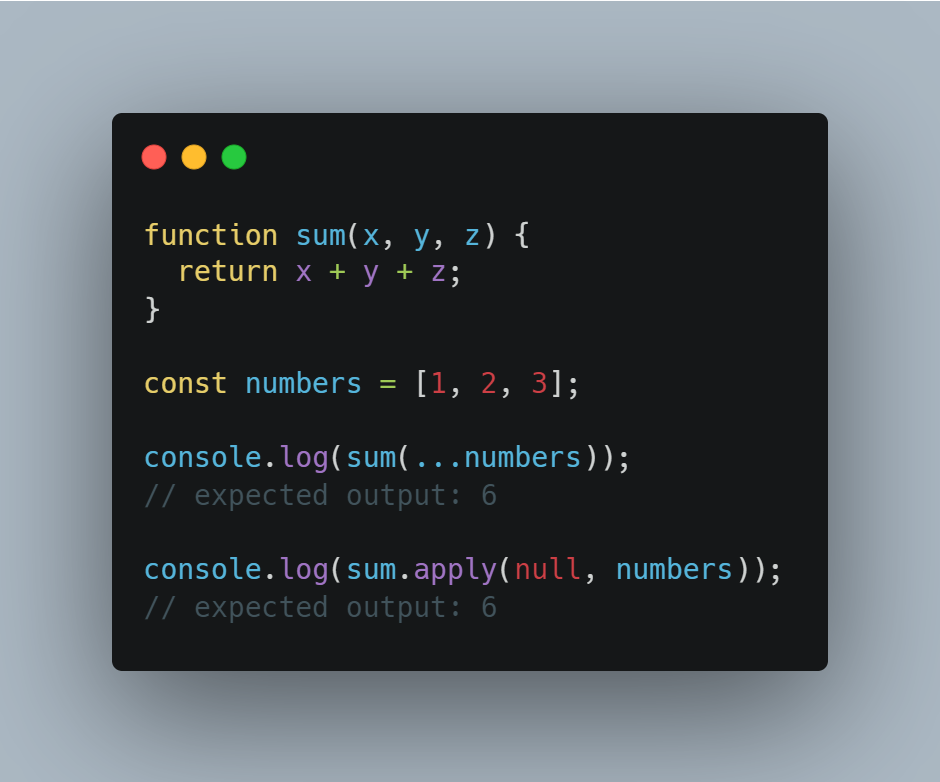 function sum(x, y, z) {
  return x + y + z;
}

const numbers = [1, 2, 3];

console.log(sum(...numbers));
// expected output: 6

console.log(sum.apply(null, numbers));
// expected output: 6